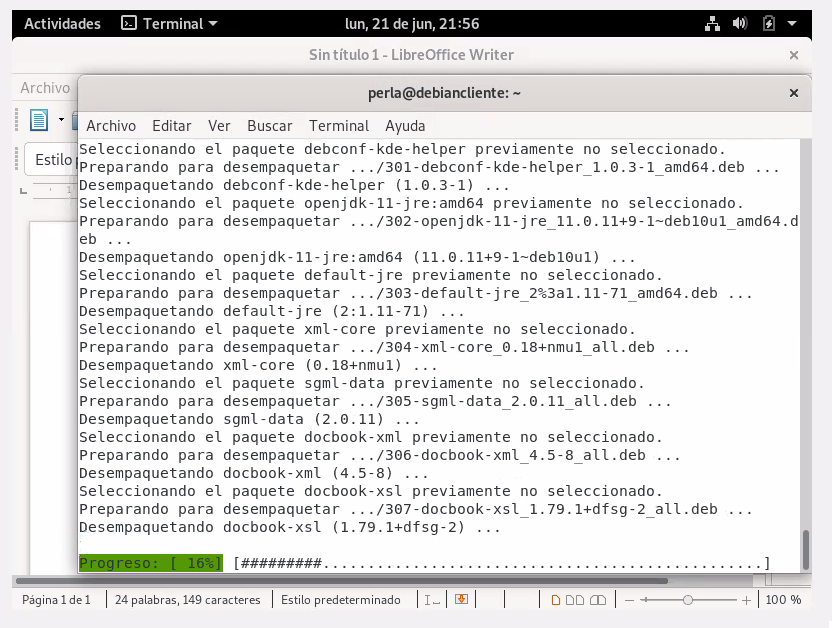 Actividades Terminal lun, 21 de jun, 21:56
Sin título 1 - LibreOffice Writer
Archivo
perla@debiancliente: ~
Archivo Editar Ver Buscar Terminal Ayuda
Estilo
1
Seleccionando el paquete debconf-kde-helper previamente no seleccionado.
Preparando para desempaquetar .../301-debconf-kde-helper_1.0.3-1_amd64.deb ...
Desempaquetando debconf-kde-helper (1.0.3-1) ...
Seleccionando el paquete openjdk-11-jre:amd64 previamente no seleccionado.
Preparando para desempaquetar .../302-openjdk-11-jre_11.0.11+9-1~deb10u1_amd64.d
eb ...
Desempaquetando openjdk-11-jre:amd64 (11.0.11+9-1~deb10u1) ...
Seleccionando el paquete default-jre previamente no seleccionado.
Preparando para desempaquetar .../303-default-jre_2%3a1.11-71_amd64.deb ...
Desempaquetando default-jre (2:1.11-71) ...
Seleccionando el paquete xml-core previamente no seleccionado.
Preparando para desempaquetar .../304-xml-core_0.18+nmu1_all.deb ...
Desempaquetando xml-core (0.18+nmu1) ...
Seleccionando el paquete sgml-data previamente no seleccionado.
Preparando para desempaquetar .../305-sgml-data_2.0.11_all.deb ...
Desempaquetando sgml-data (2.0.11) ...
Seleccionando el paquete docbook-xml previamente no seleccionado.
Preparando para desempaquetar .../306-docbook-xml_4.5-8_all.deb ...
Desempaquetando docbook-xml (4.5-8) ...
Seleccionando el paquete docbook-xsl previamente no seleccionado.
Preparando para desempaquetar .../307-docbook-xsl_1.79.1+dfsg-2_all.deb ...
Desempaquetando docbook-xsl (1.79.1+dfsg-2) ...
Progreso: [ 16%] [#########.................................................]
Página 1 de 1 24 palabras, 149 caracteres Estilo predeterminado 100 %